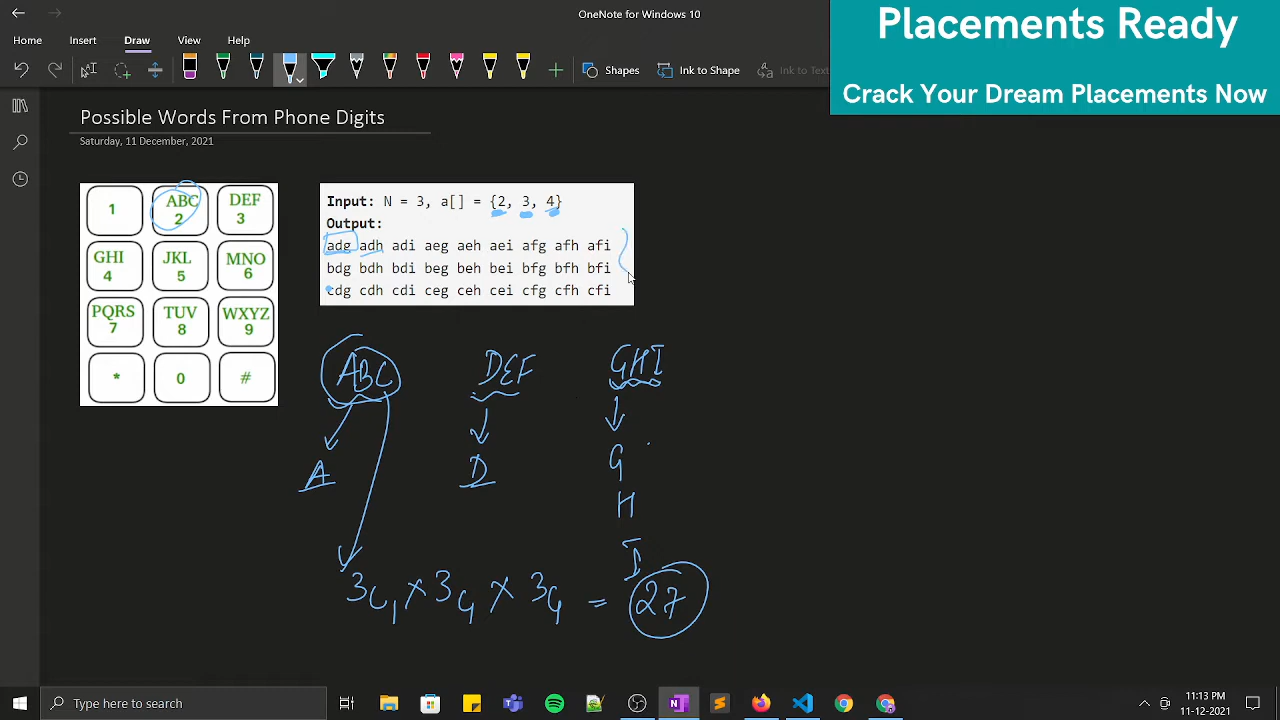 OneNote for Windows 10
Placements Ready
Crack Your Dream Placements Now
Home Insert Draw View Help
Shapes Ink to Shape Ink to Text
Possible Words From Phone Digits
Saturday, 11 December, 2021
1 ABC 2 DEF 3
GHI 4 JKL 5 MNO 6
PQRS 7 TUV 8 WXYZ 9
* 0 #
Input: N = 3, a[] = {2, 3, 4}
Output:
adg adh adi aeg aeh aei afg afh afi
bdg bdh bdi beg beh bei bfg bfh bfi
cdg cdh cdi ceg ceh cei cfg cfh cfi
ABC DEF GHI
A D G
H
I
3C1 × 3C1 × 3C1 = 27
Type here to search
11:13 PM
11-12-2021